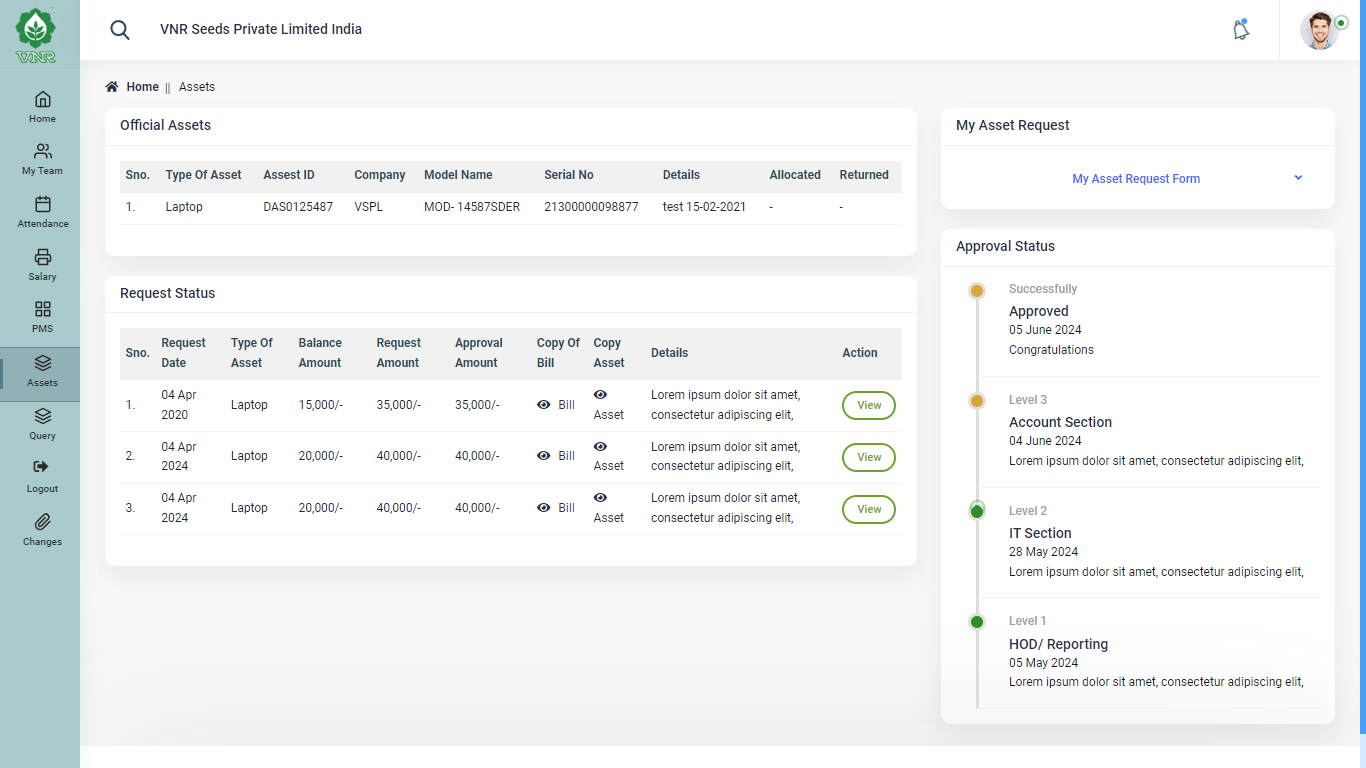 VNR
VNR Seeds Private Limited India
Home
My Team
Attendance
Salary
PMS
Assets
Query
Logout
Changes
Home || Assets
Official Assets
Sno. Type Of Asset Assest ID Company Model Name Serial No Details Allocated Returned
1. Laptop DAS0125487 VSPL MOD- 14587SDER 21300000098877 test 15-02-2021 - -
Request Status
Sno. Request Date Type Of Asset Balance Amount Request Amount Approval Amount Copy Of Bill Copy Asset Details Action
1. 04 Apr 2020 Laptop 15,000/- 35,000/- 35,000/- Bill Asset Lorem ipsum dolor sit amet, consectetur adipiscing elit, View
2. 04 Apr 2024 Laptop 20,000/- 40,000/- 40,000/- Bill Asset Lorem ipsum dolor sit amet, consectetur adipiscing elit, View
3. 04 Apr 2024 Laptop 20,000/- 40,000/- 40,000/- Bill Asset Lorem ipsum dolor sit amet, consectetur adipiscing elit, View
My Asset Request
My Asset Request Form
Approval Status
Successfully
Approved
05 June 2024
Congratulations
Level 3
Account Section
04 June 2024
Lorem ipsum dolor sit amet, consectetur adipiscing elit,
Level 2
IT Section
28 May 2024
Lorem ipsum dolor sit amet, consectetur adipiscing elit,
Level 1
HOD/ Reporting
05 May 2024
Lorem ipsum dolor sit amet, consectetur adipiscing elit,